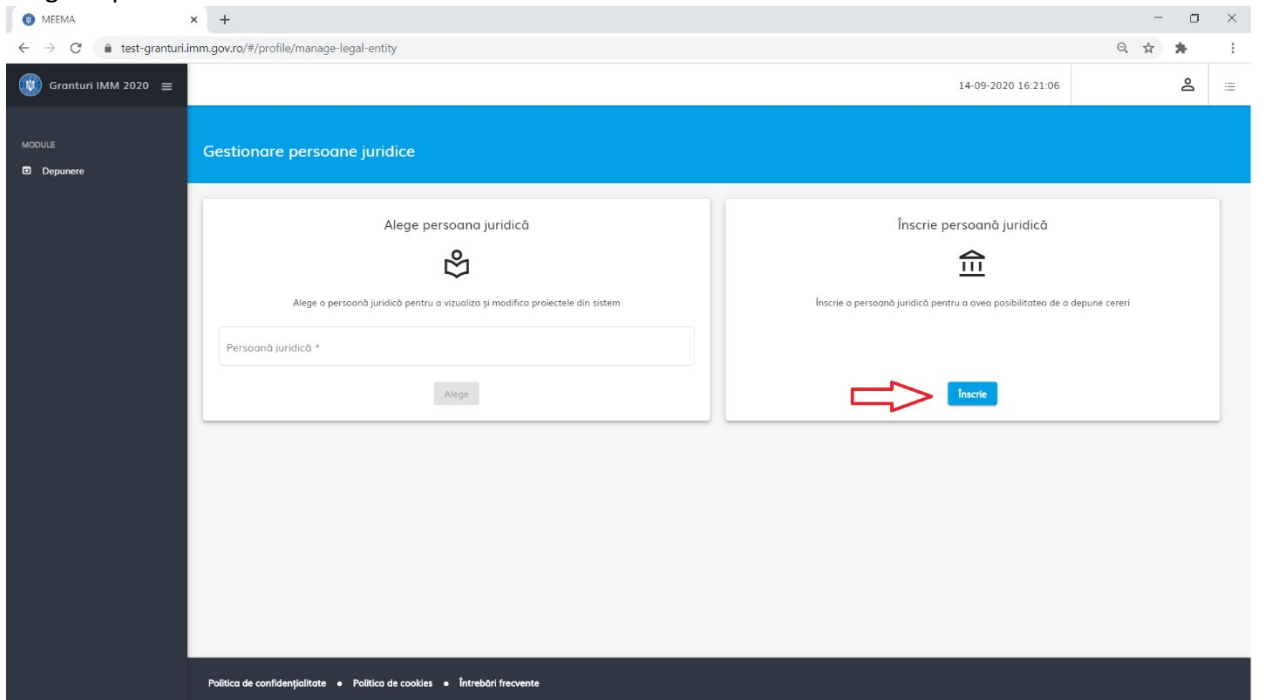 MEEMA
test-granturi.imm.gov.ro/#/profile/manage-legal-entity
Granturi IMM 2020
14-09-2020 16:21:06
MODULE
Depunere
Gestionare persoane juridice
Alege persoana juridică
Alege o persoană juridică pentru a vizualiza și modifica proiectele din sistem
Persoană juridică *
Alege
Înscrie persoană juridică
Înscrie o persoană juridică pentru a avea posibilitatea de a depune cereri
Înscrie
Politica de confidențialitate • Politica de cookies • Întrebări frecvente